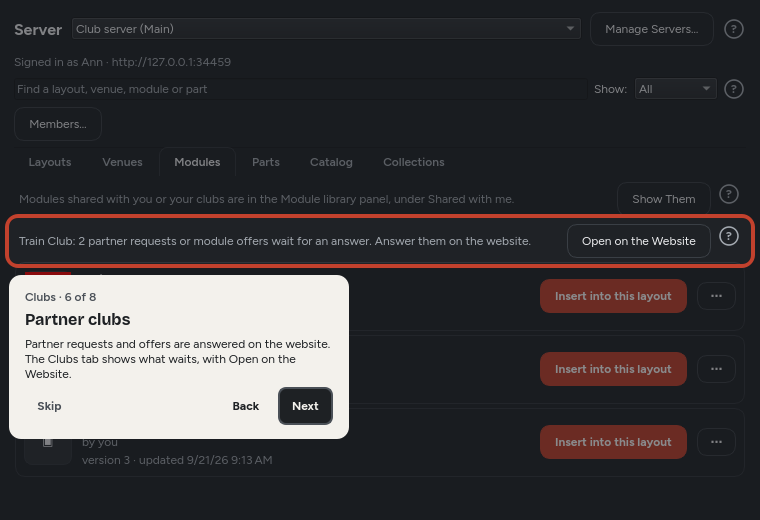 Server
Club server (Main)
Manage Servers...
?
Signed in as Ann · http://127.0.0.1:34459
Find a layout, venue, module or part
Show:
All
?
Members...
Layouts
Venues
Modules
Parts
Catalog
Collections
Modules shared with you or your clubs are in the Module library panel, under Shared with me.
Show Them
?
Train Club: 2 partner requests or module offers wait for an answer. Answer them on the website.
Open on the Website
?
Insert into this layout
...
Clubs · 6 of 8
Partner clubs
Partner requests and offers are answered on the website.
The Clubs tab shows what waits, with Open on the
Website.
Skip
Back
Next
Insert into this layout
...
by you
version 3 · updated 9/21/26 9:13 AM
Insert into this layout
...